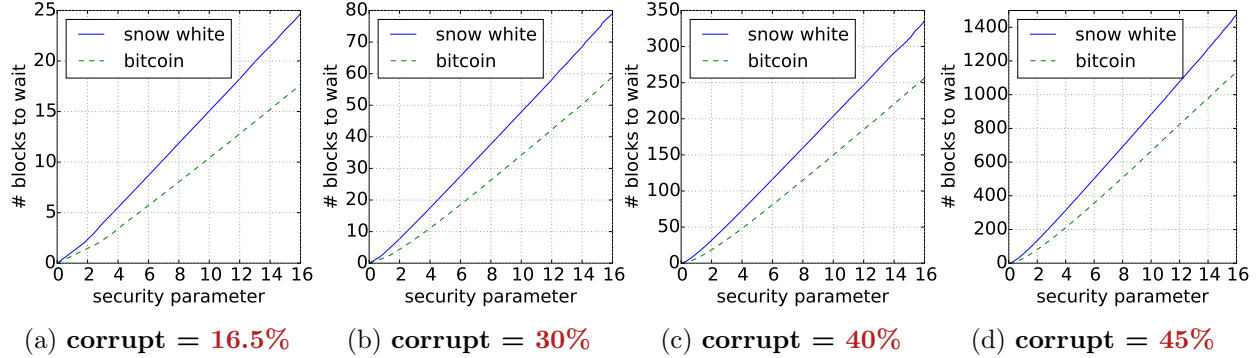 25
20
15
10
5
0
# blocks to wait
snow white
bitcoin
0 2 4 6 8 10 12 14 16
security parameter
(a) corrupt = 16.5%
80
70
60
50
40
30
20
10
0
# blocks to wait
snow white
bitcoin
0 2 4 6 8 10 12 14 16
security parameter
(b) corrupt = 30%
350
300
250
200
150
100
50
0
# blocks to wait
snow white
bitcoin
0 2 4 6 8 10 12 14 16
security parameter
(c) corrupt = 40%
1400
1200
1000
800
600
400
200
0
# blocks to wait
snow white
bitcoin
0 2 4 6 8 10 12 14 16
security parameter
(d) corrupt = 45%